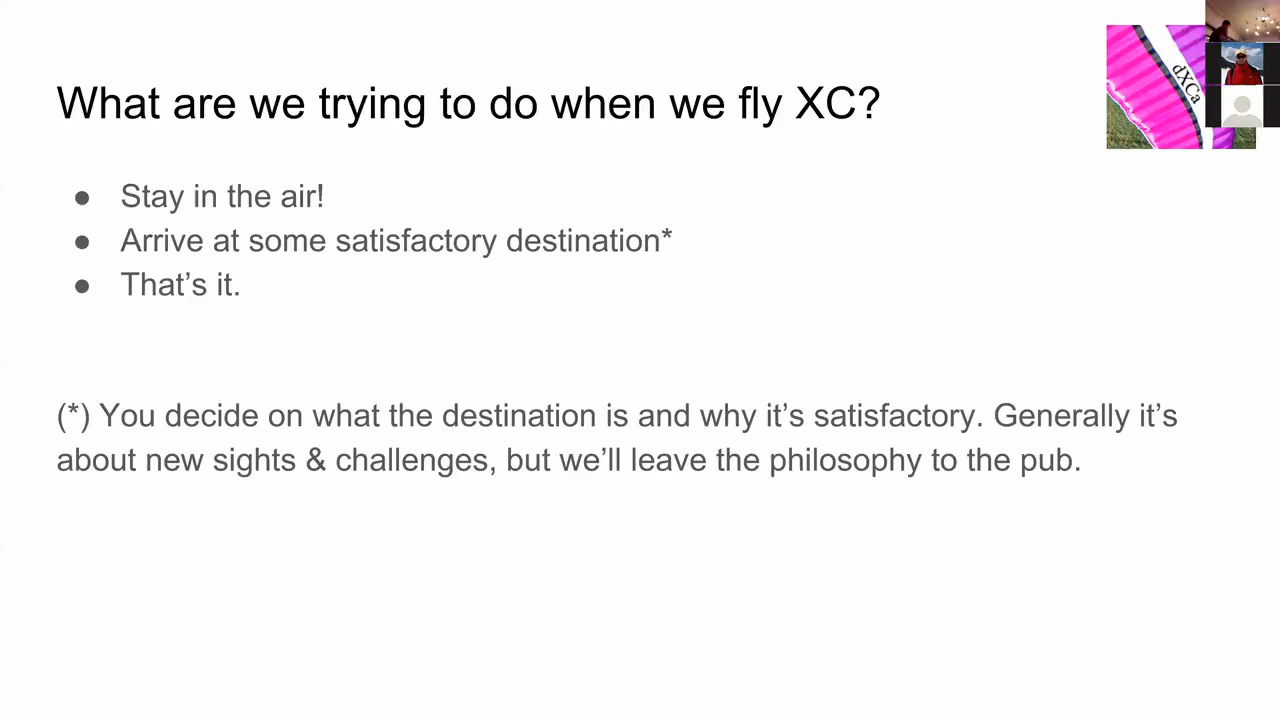 What are we trying to do when we fly XC?
● Stay in the air!
● Arrive at some satisfactory destination*
● That’s it.
(*) You decide on what the destination is and why it’s satisfactory. Generally it’s
about new sights & challenges, but we’ll leave the philosophy to the pub.
dXCa